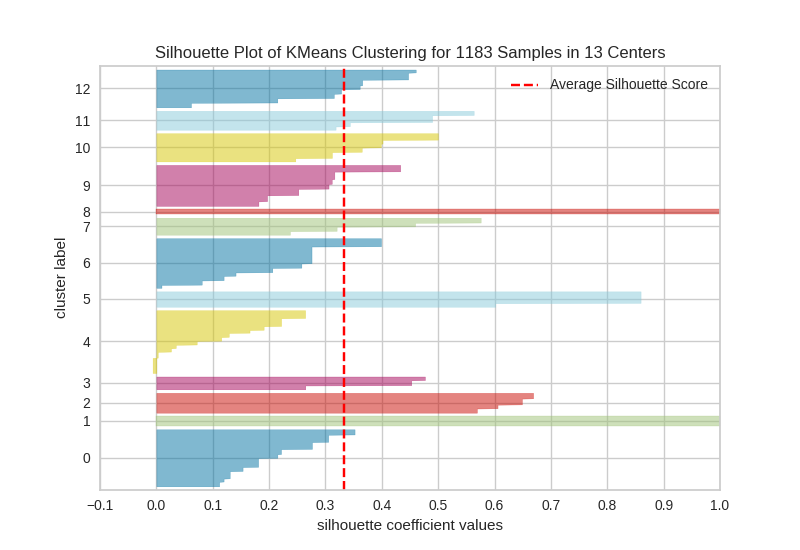 Silhouette Plot of KMeans Clustering for 1183 Samples in 13 Centers
Average Silhouette Score
cluster label
12
11
10
9
8
7
6
5
4
3
2
1
0
−0.1 0.0 0.1 0.2 0.3 0.4 0.5 0.6 0.7 0.8 0.9 1.0
silhouette coefficient values